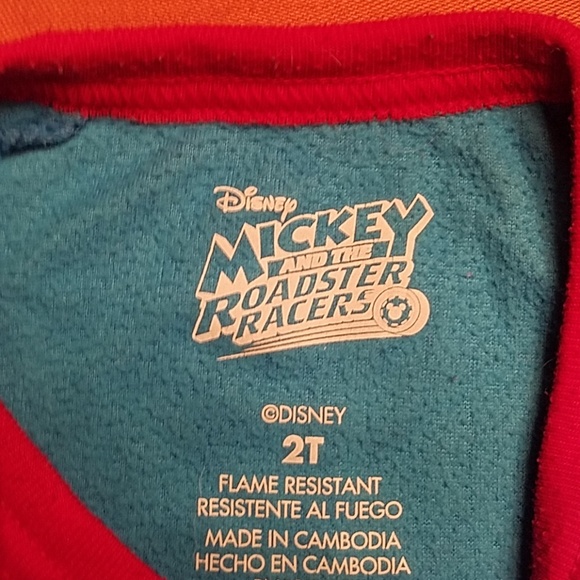 Disney
MICKEY
AND THE
ROADSTER
RACERS
©DISNEY
2T
FLAME RESISTANT
RESISTENTE AL FUEGO
MADE IN CAMBODIA
HECHO EN CAMBODIA